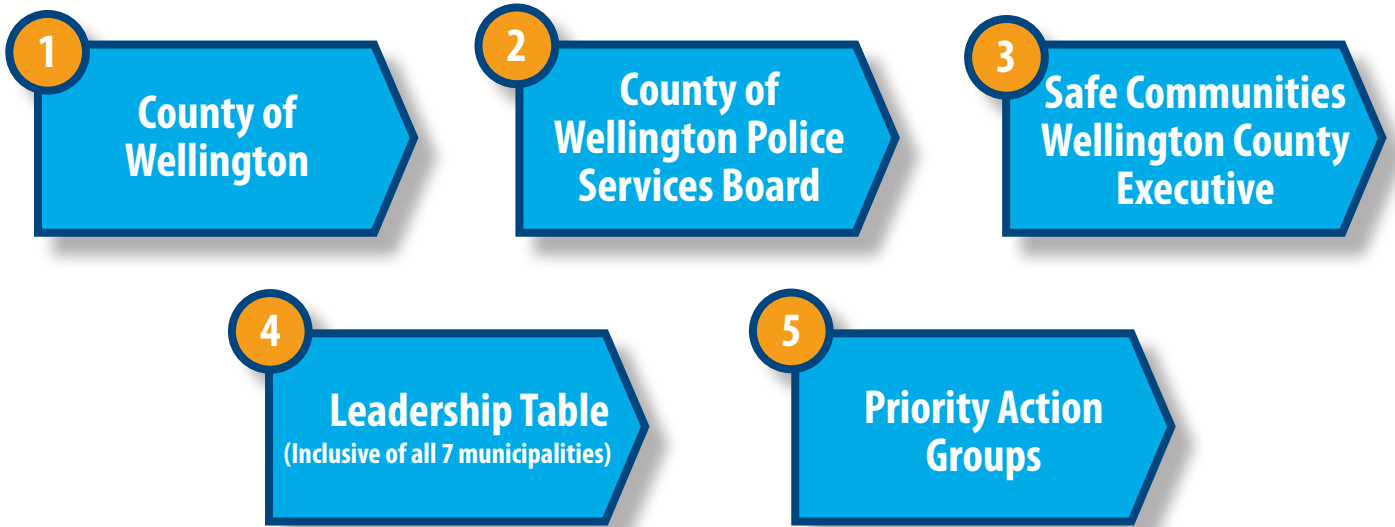 1
County of
Wellington
2
County of
Wellington Police
Services Board
3
Safe Communities
Wellington County
Executive
4
Leadership Table
(Inclusive of all 7 municipalities)
5
Priority Action
Groups